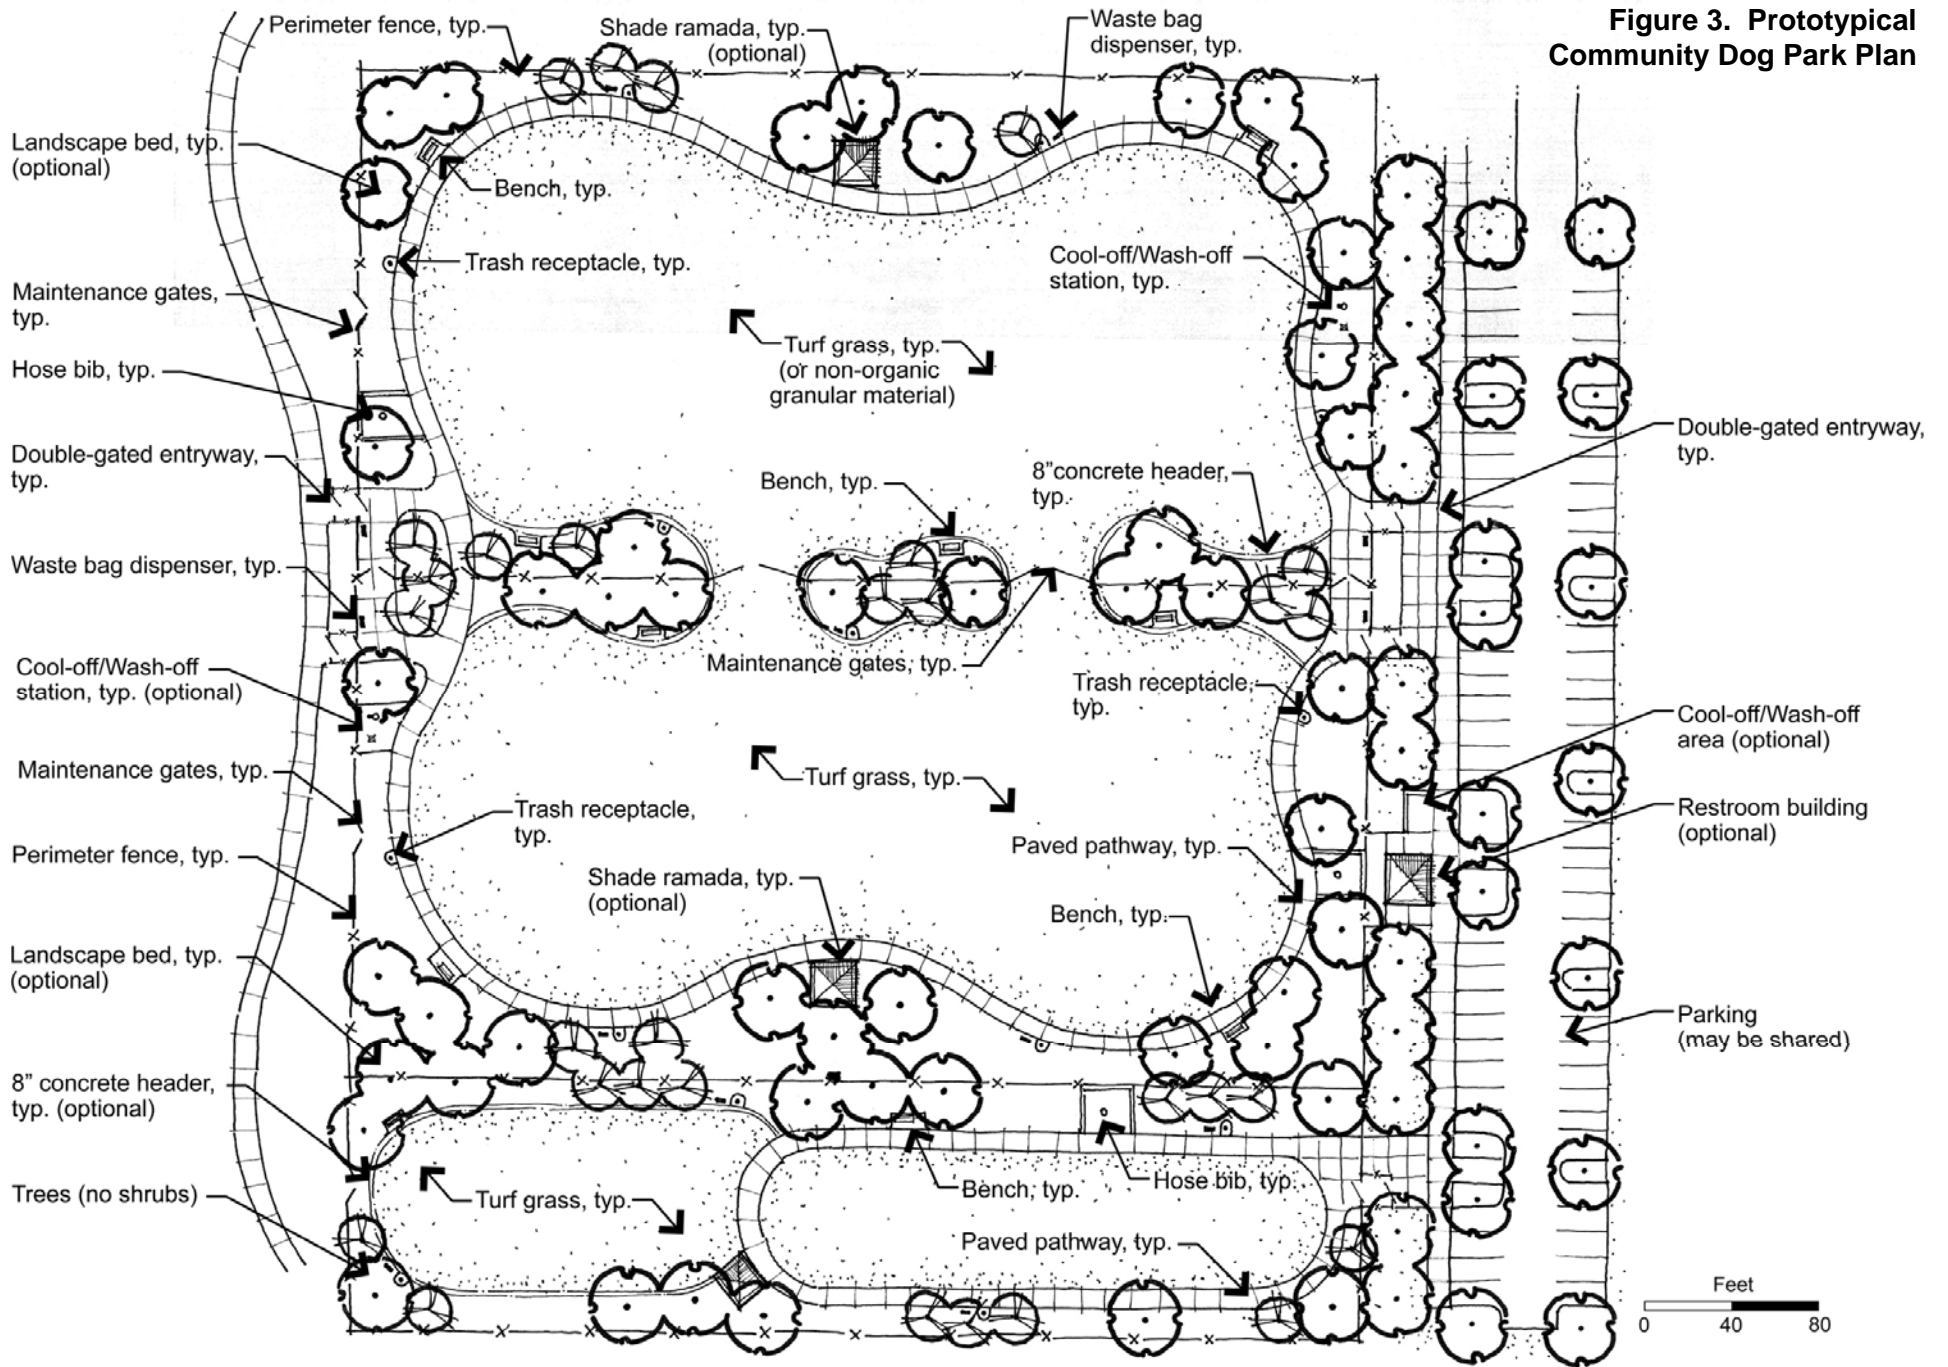 Figure 3. Prototypical
Community Dog Park Plan
Perimeter fence, typ.
Shade ramada, typ.
(optional)
Waste bag
dispenser, typ.
Landscape bed, typ.
(optional)
Bench, typ.
Trash receptacle, typ.
Cool-off/Wash-off
station, typ.
Maintenance gates,
typ.
Turf grass, typ.
(or non-organic
granular material)
Hose bib, typ.
Double-gated entryway,
typ.
Double-gated entryway,
typ.
Bench, typ.
8"concrete header,
typ.
Waste bag dispenser, typ.
Maintenance gates, typ.
Cool-off/Wash-off
station, typ. (optional)
Trash receptacle,
typ.
Cool-off/Wash-off
area (optional)
Maintenance gates, typ.
Turf grass, typ.
Trash receptacle,
typ.
Restroom building
(optional)
Perimeter fence, typ.
Paved pathway, typ.
Shade ramada, typ.
(optional)
Bench, typ.
Landscape bed, typ.
(optional)
Parking
(may be shared)
8" concrete header,
typ. (optional)
Trees (no shrubs)
Turf grass, typ.
Bench, typ.
Hose bib, typ.
Paved pathway, typ.
Feet
0 40 80